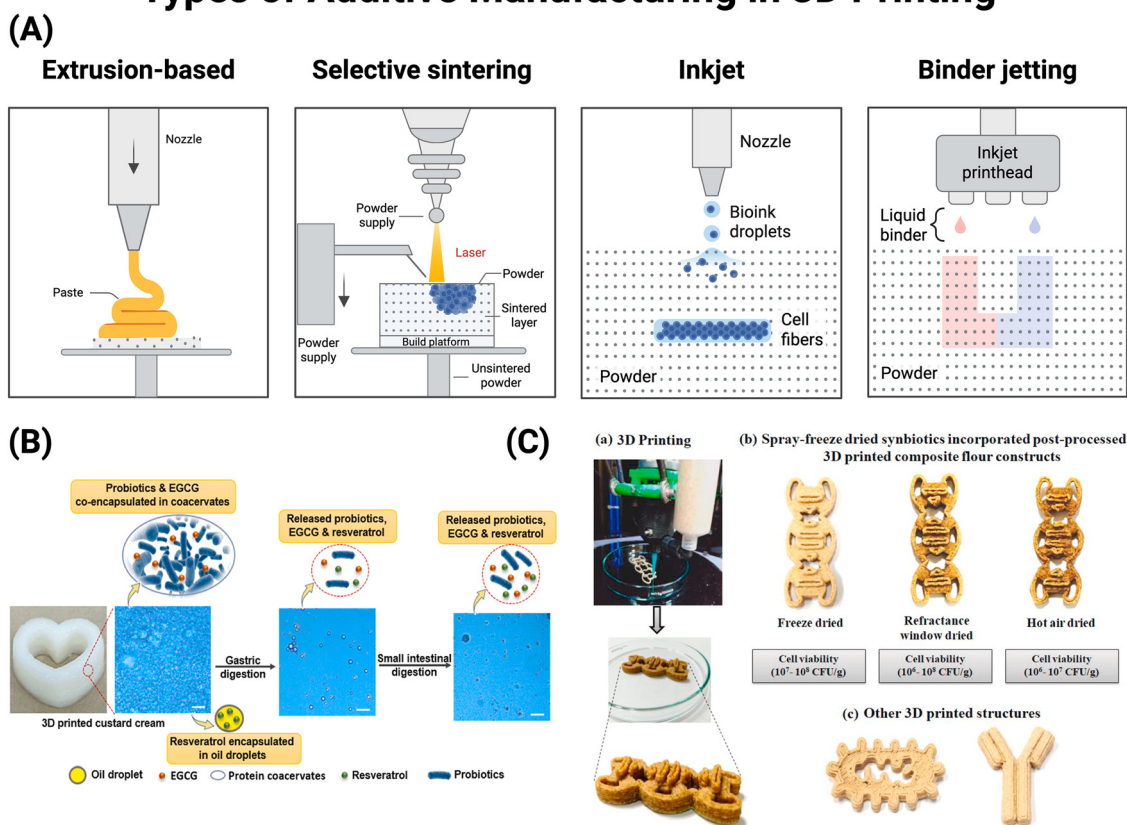 Types of Additive Manufacturing in 3D Printing
(A)
Extrusion-based
Selective sintering
Inkjet
Binder jetting
Nozzle
Paste
Powder
supply
Laser
Powder
Sintered
layer
Build platform
Powder
supply
Unsintered
powder
Nozzle
Bioink
droplets
Cell
fibers
Powder
Inkjet
printhead
Liquid
binder
Powder
(B)
Probiotics & EGCG
co-encapsulated in coacervates
Released probiotics,
EGCG & resveratrol
Released probiotics,
EGCG & resveratrol
Gastric
digestion
Small intestinal
digestion
3D printed custard cream
Resveratrol encapsulated
in oil droplets
Oil droplet
EGCG
Protein coacervates
Resveratrol
Probiotics
(C)
(a) 3D Printing
(b) Spray-freeze dried synbiotics incorporated post-processed
3D printed composite flour constructs
Freeze dried
Refractance
window dried
Hot air dried
Cell viability
(10⁷- 10⁸ CFU/g)
Cell viability
(10⁶- 10⁸ CFU/g)
Cell viability
(10⁶- 10⁷ CFU/g)
(c) Other 3D printed structures